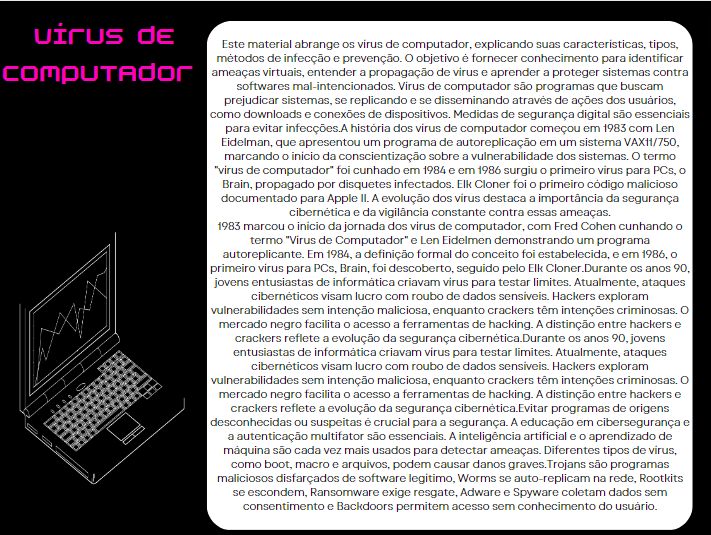 vírus de
computador
Este material abrange os vírus de computador, explicando suas características, tipos,
métodos de infecção e prevenção. O objetivo é fornecer conhecimento para identificar
ameaças virtuais, entender a propagação de vírus e aprender a proteger sistemas contra
softwares mal-intencionados. Vírus de computador são programas que buscam
prejudicar sistemas, se replicando e se disseminando através de ações dos usuários,
como downloads e conexões de dispositivos. Medidas de segurança digital são essenciais
para evitar infecções.A história dos vírus de computador começou em 1983 com Len
Eidelman, que apresentou um programa de autoreplicação em um sistema VAX11/750,
marcando o início da conscientização sobre a vulnerabilidade dos sistemas. O termo
"vírus de computador" foi cunhado em 1984 e em 1986 surgiu o primeiro vírus para PCs, o
Brain, propagado por disquetes infectados. Elk Cloner foi o primeiro código malicioso
documentado para Apple II. A evolução dos vírus destaca a importância da segurança
cibernética e da vigilância constante contra essas ameaças.
1983 marcou o início da jornada dos vírus de computador, com Fred Cohen cunhando o
termo "Vírus de Computador" e Len Eidelmen demonstrando um programa
autoreplicante. Em 1984, a definição formal do conceito foi estabelecida, e em 1986, o
primeiro vírus para PCs, Brain, foi descoberto, seguido pelo Elk Cloner.Durante os anos 90,
jovens entusiastas de informática criavam vírus para testar limites. Atualmente, ataques
cibernéticos visam lucro com roubo de dados sensíveis. Hackers exploram
vulnerabilidades sem intenção maliciosa, enquanto crackers têm intenções criminosas. O
mercado negro facilita o acesso a ferramentas de hacking. A distinção entre hackers e
crackers reflete a evolução da segurança cibernética.Durante os anos 90, jovens
entusiastas de informática criavam vírus para testar limites. Atualmente, ataques
cibernéticos visam lucro com roubo de dados sensíveis. Hackers exploram
vulnerabilidades sem intenção maliciosa, enquanto crackers têm intenções criminosas. O
mercado negro facilita o acesso a ferramentas de hacking. A distinção entre hackers e
crackers reflete a evolução da segurança cibernética.Evitar programas de origens
desconhecidas ou suspeitas é crucial para a segurança. A educação em cibersegurança e
a autenticação multifator são essenciais. A inteligência artificial e o aprendizado de
máquina são cada vez mais usados para detectar ameaças. Diferentes tipos de vírus,
como boot, macro e arquivos, podem causar danos graves.Trojans são programas
maliciosos disfarçados de software legítimo, Worms se auto-replicam na rede, Rootkits
se escondem, Ransomware exige resgate, Adware e Spyware coletam dados sem
consentimento e Backdoors permitem acesso sem conhecimento do usuário.